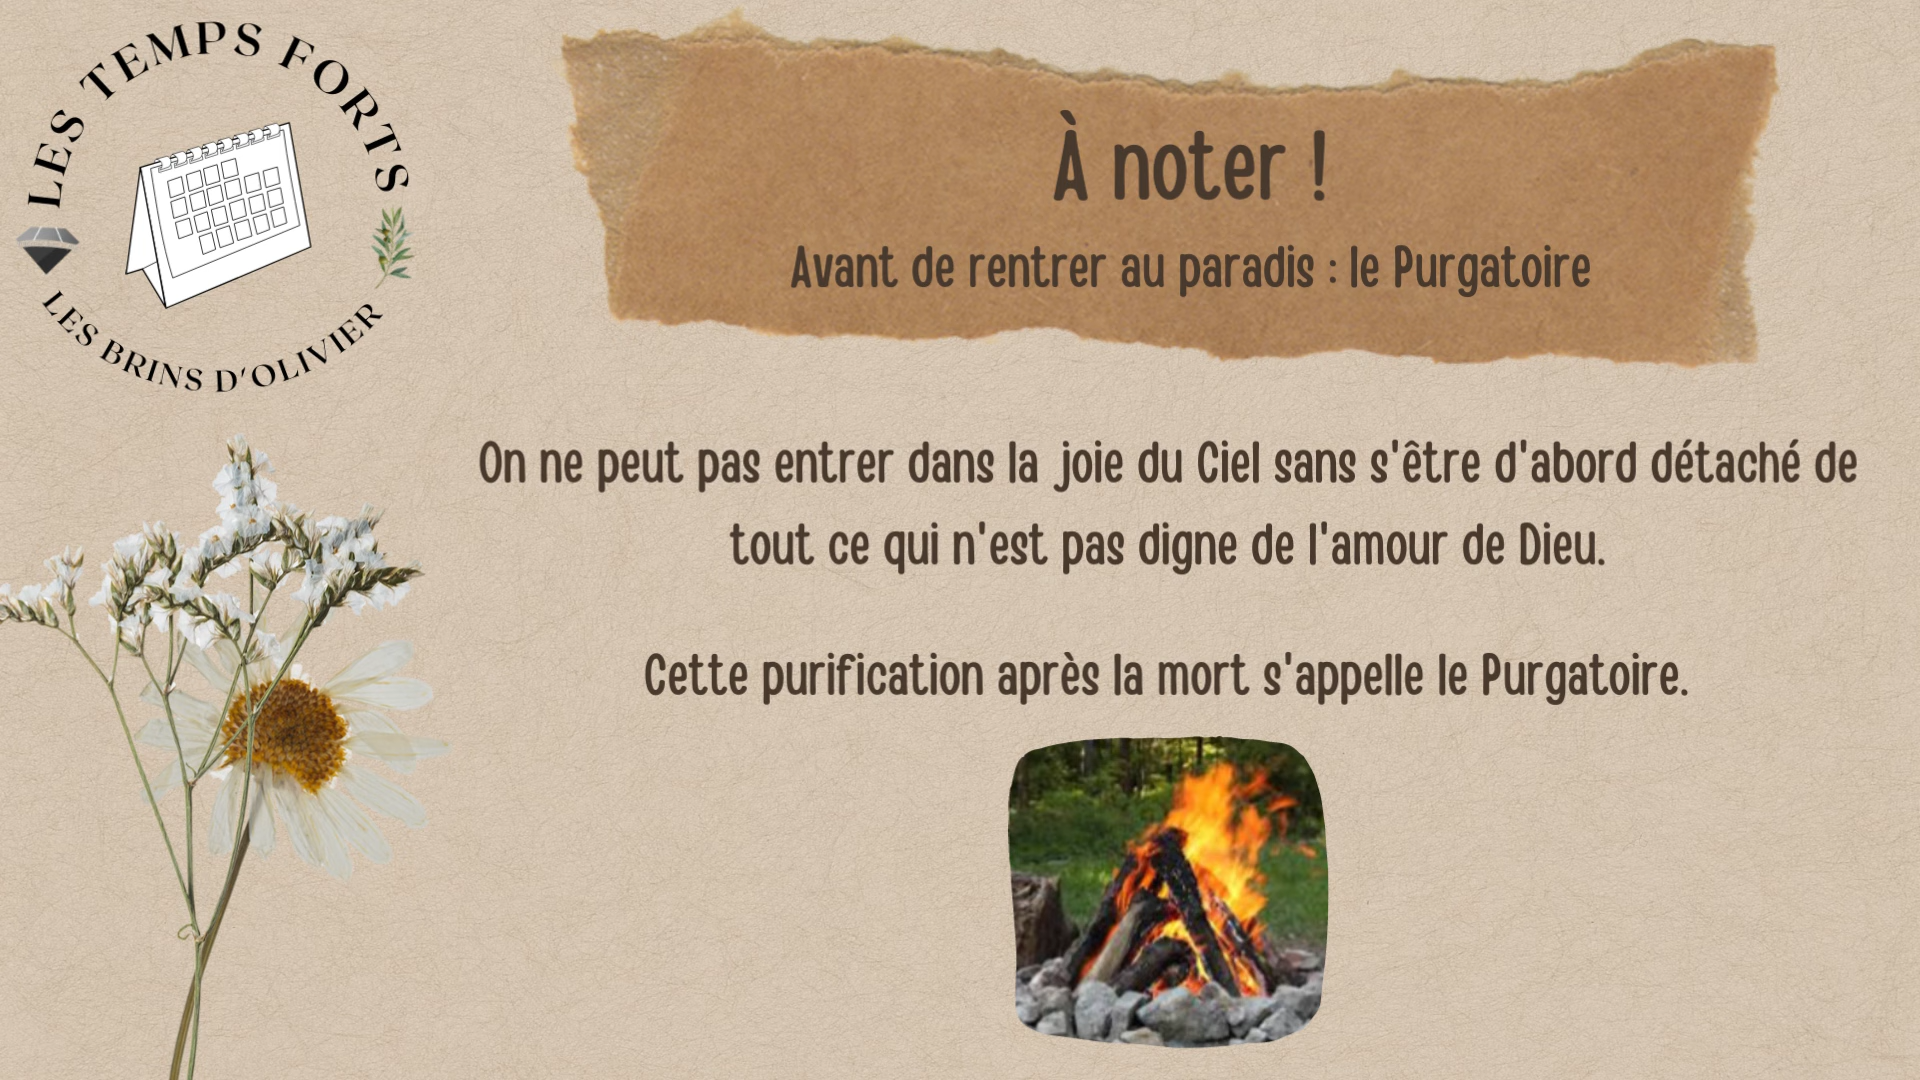 LES TEMPS FORTS
LES BRINS D'OLIVIER
À noter !
Avant de rentrer au paradis : le Purgatoire
On ne peut pas entrer dans la joie du Ciel sans s'être d'abord détaché de
tout ce qui n'est pas digne de l'amour de Dieu.
Cette purification après la mort s'appelle le Purgatoire.